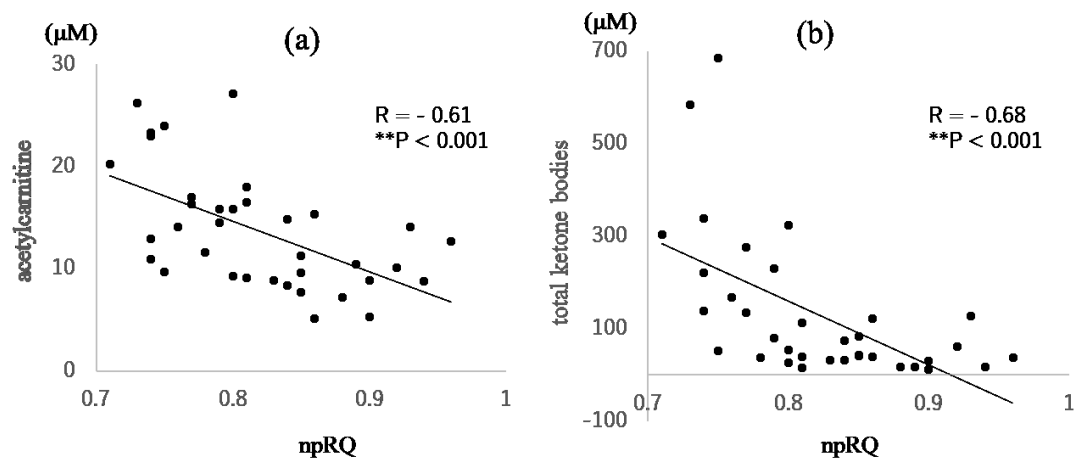 (μM)
(a)
30
20
10
0
acetylcarnitine
R = - 0.61
**P < 0.001
0.7
0.8
0.9
1
npRQ
(μM)
(b)
700
500
300
100
-100
total ketone bodies
R = - 0.68
**P < 0.001
0.7
0.8
0.9
1
npRQ